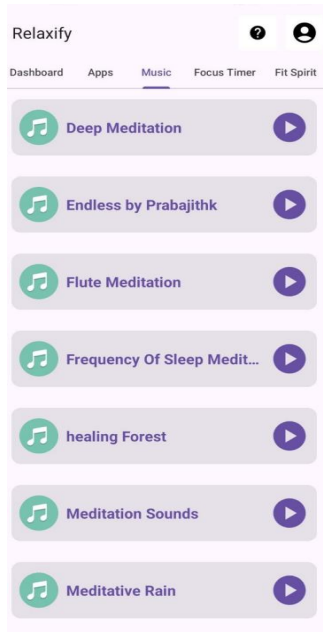 Relaxify
Dashboard Apps Music Focus Timer Fit Spirit
Deep Meditation
Endless by Prabajithk
Flute Meditation
Frequency Of Sleep Medit...
healing Forest
Meditation Sounds
Meditative Rain